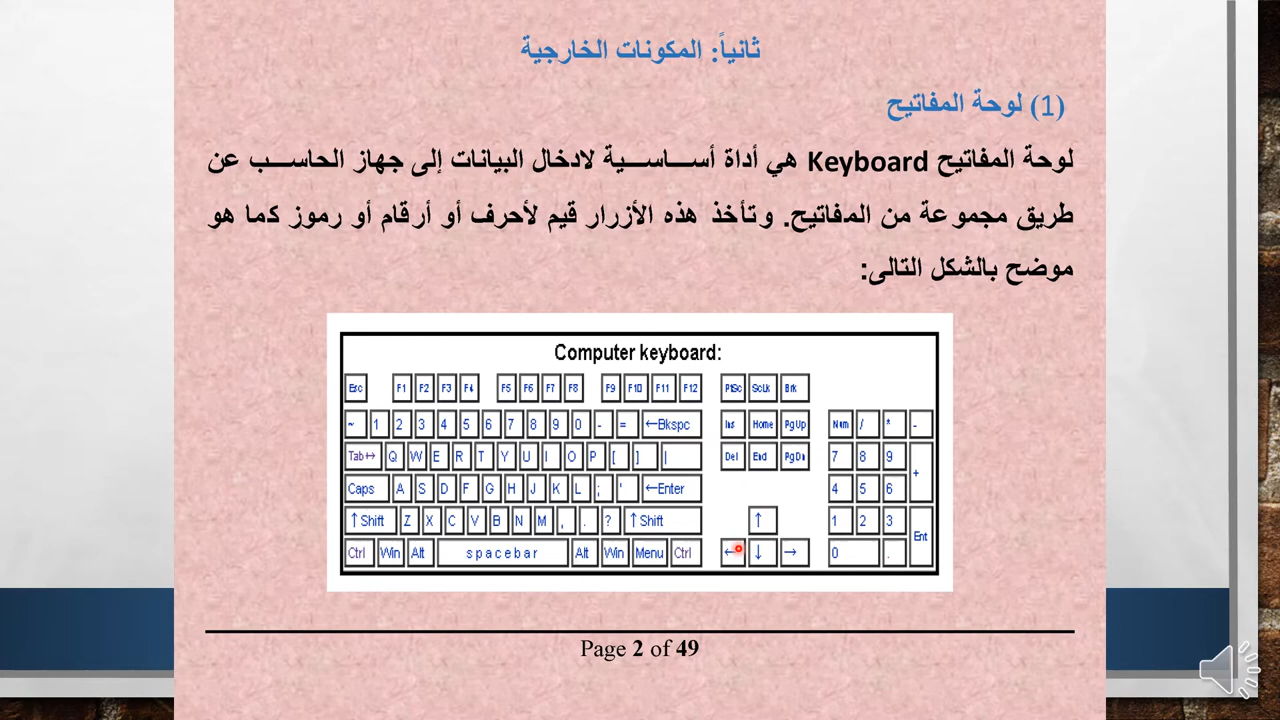 ثانياً: المكونات الخارجية
(1) لوحة المفاتيح
لوحة المفاتيح Keyboard هي أداة أساسية لادخال البيانات إلى جهاز الحاسب عن
طريق مجموعة من المفاتيح. وتأخذ هذه الأزرار قيم لأحرف أو أرقام أو رموز كما هو
موضح بالشكل التالى:
Computer keyboard:
Esc F1 F2 F3 F4 F5 F6 F7 F8 F9 F10 F11 F12 PtSc ScLk Brk
~ 1 2 3 4 5 6 7 8 9 0 - = ←Bkspc Ins Home PgUp Num / * -
Tab↔ Q W E R T Y U I O P [ ] | Del End PgDn 7 8 9 +
Caps A S D F G H J K L ; ' ←Enter 4 5 6
↑Shift Z X C V B N M , . ? ↑Shift ↑ 1 2 3 Ent
Ctrl Win Alt spacebar Alt Win Menu Ctrl ← ↓ → 0 .
Page 2 of 49